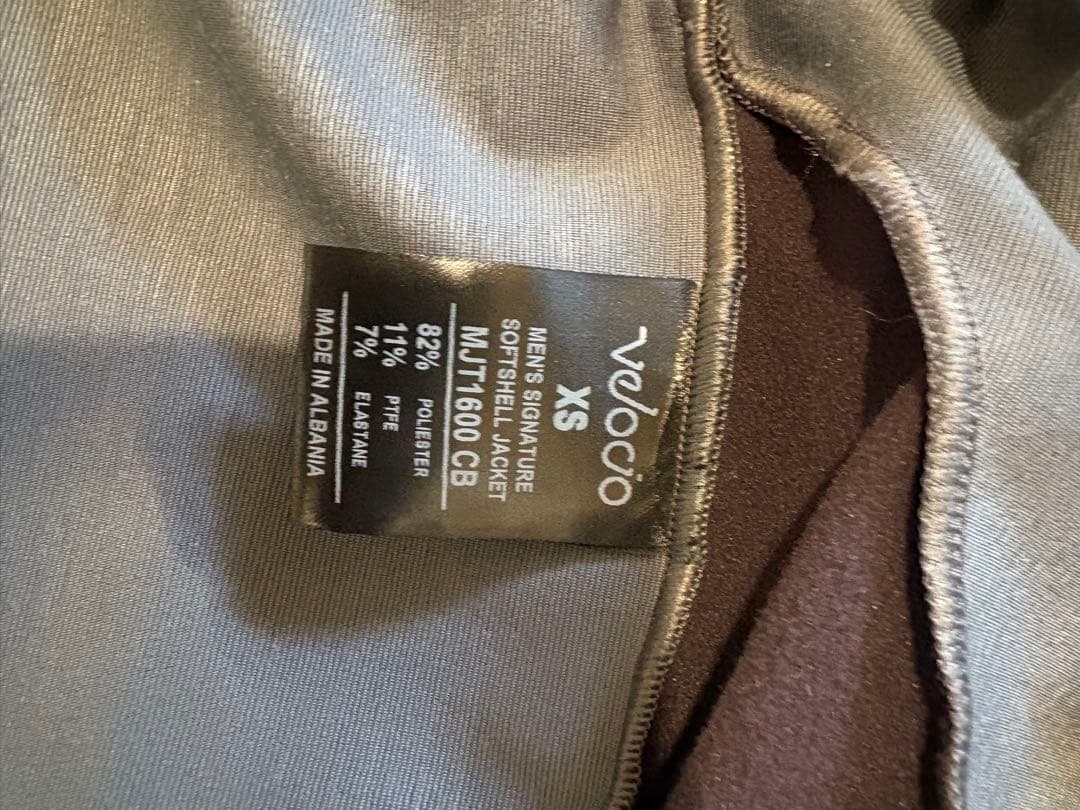 velocio
XS
MEN'S SIGNATURE
SOFTSHELL JACKET
MJT1600 CB
82% POLIESTER
11% PTFE
7% ELASTANE
MADE IN ALBANIA